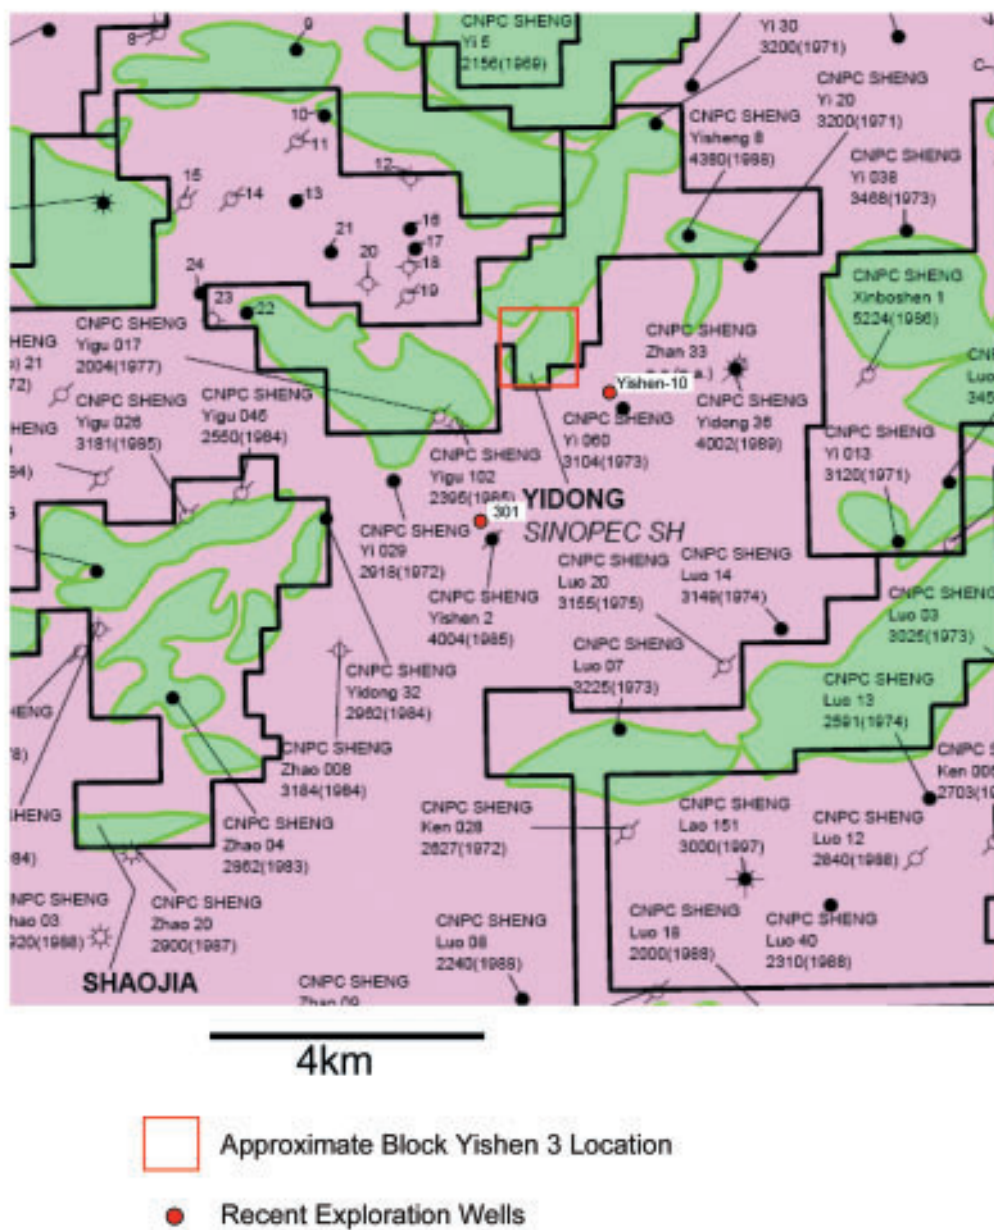 8
9
CNPC SHENG
Yi 5
2156(1969)
Yi 30
3200(1971)
CNPC SHENG
Yi 20
3200(1971)
CNPC SHENG
Yisheng 8
4380(1988)
CNPC SHENG
Yi 038
3468(1973)
10
11
12
13
14
15
16
17
18
19
20
21
22
23
24
CNPC SHENG
Yigu 017
2004(1977)
CNPC SHENG
Yigu 026
3181(1985)
CNPC SHENG
Yigu 046
2550(1984)
CNPC SHENG
Xinboshen 1
5224(1986)
CNPC SHENG
Zhan 33
Yishen-10
CNPC SHENG
Yidong 36
4002(1989)
CNPC SHENG
Yi 060
3104(1973)
CNPC SHENG
Yi 013
3120(1971)
CNPC SHENG
Yigu 102
2395(1985)
301
YIDONG
SINOPEC SH
CNPC SHENG
Yi 029
2918(1972)
CNPC SHENG
Yishen 2
4004(1985)
CNPC SHENG
Luo 20
3155(1975)
CNPC SHENG
Luo 14
3149(1974)
CNPC SHENG
Luo 03
3025(1973)
CNPC SHENG
Luo 07
3225(1973)
CNPC SHENG
Luo 13
2591(1974)
CNPC SHENG
Yidong 32
2962(1984)
CNPC SHENG
Zhao 008
3184(1984)
CNPC SHENG
Zhao 04
2862(1983)
CNPC SHENG
Ken 028
2627(1972)
CNPC SHENG
Lao 151
3000(1997)
CNPC SHENG
Luo 12
2840(1988)
CNPC SHENG
Zhao 20
2900(1987)
CNPC SHENG
Luo 08
2240(1988)
CNPC SHENG
Luo 18
2000(1988)
CNPC SHENG
Luo 40
2310(1988)
SHAOJIA
CNPC SHENG
Zhao 09
4km
Approximate Block Yishen 3 Location
Recent Exploration Wells